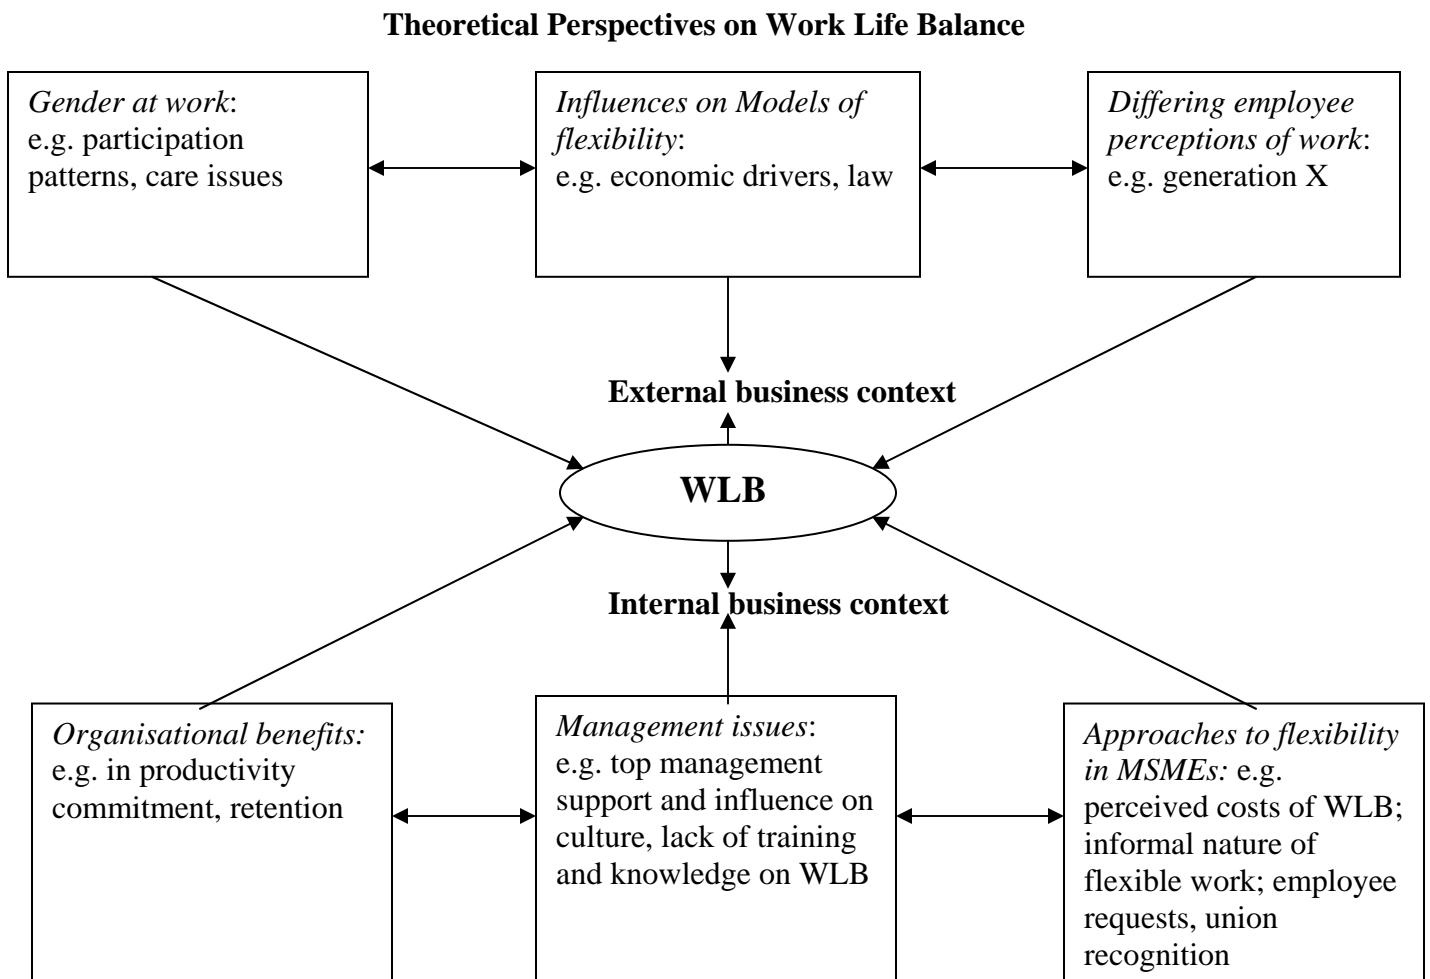 Theoretical Perspectives on Work Life Balance
Gender at work:
e.g. participation
patterns, care issues
Influences on Models of
flexibility:
e.g. economic drivers, law
Differing employee
perceptions of work:
e.g. generation X
External business context
WLB
Internal business context
Organisational benefits:
e.g. in productivity
commitment, retention
Management issues:
e.g. top management
support and influence on
culture, lack of training
and knowledge on WLB
Approaches to flexibility
in MSMEs: e.g.
perceived costs of WLB;
informal nature of
flexible work; employee
requests, union
recognition